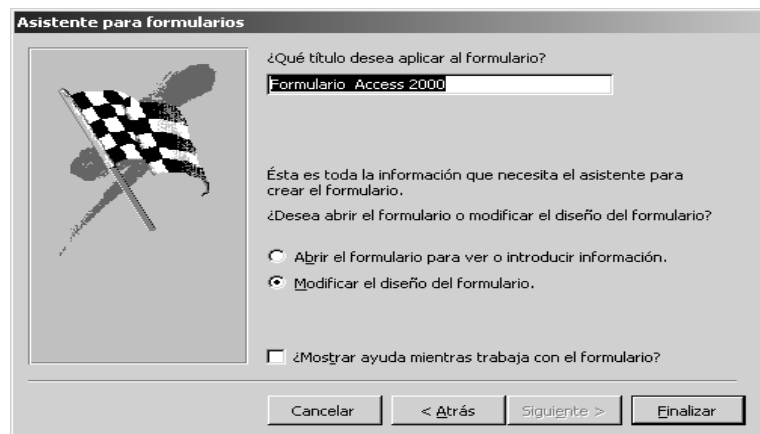 Asistente para formularios
¿Qué título desea aplicar al formulario?
Formulario Access 2000
Ésta es toda la información que necesita el asistente para
crear el formulario.
¿Desea abrir el formulario o modificar el diseño del formulario?
Abrir el formulario para ver o introducir información.
Modificar el diseño del formulario.
¿Mostrar ayuda mientras trabaja con el formulario?
Cancelar
< Atrás
Siguiente >
Finalizar